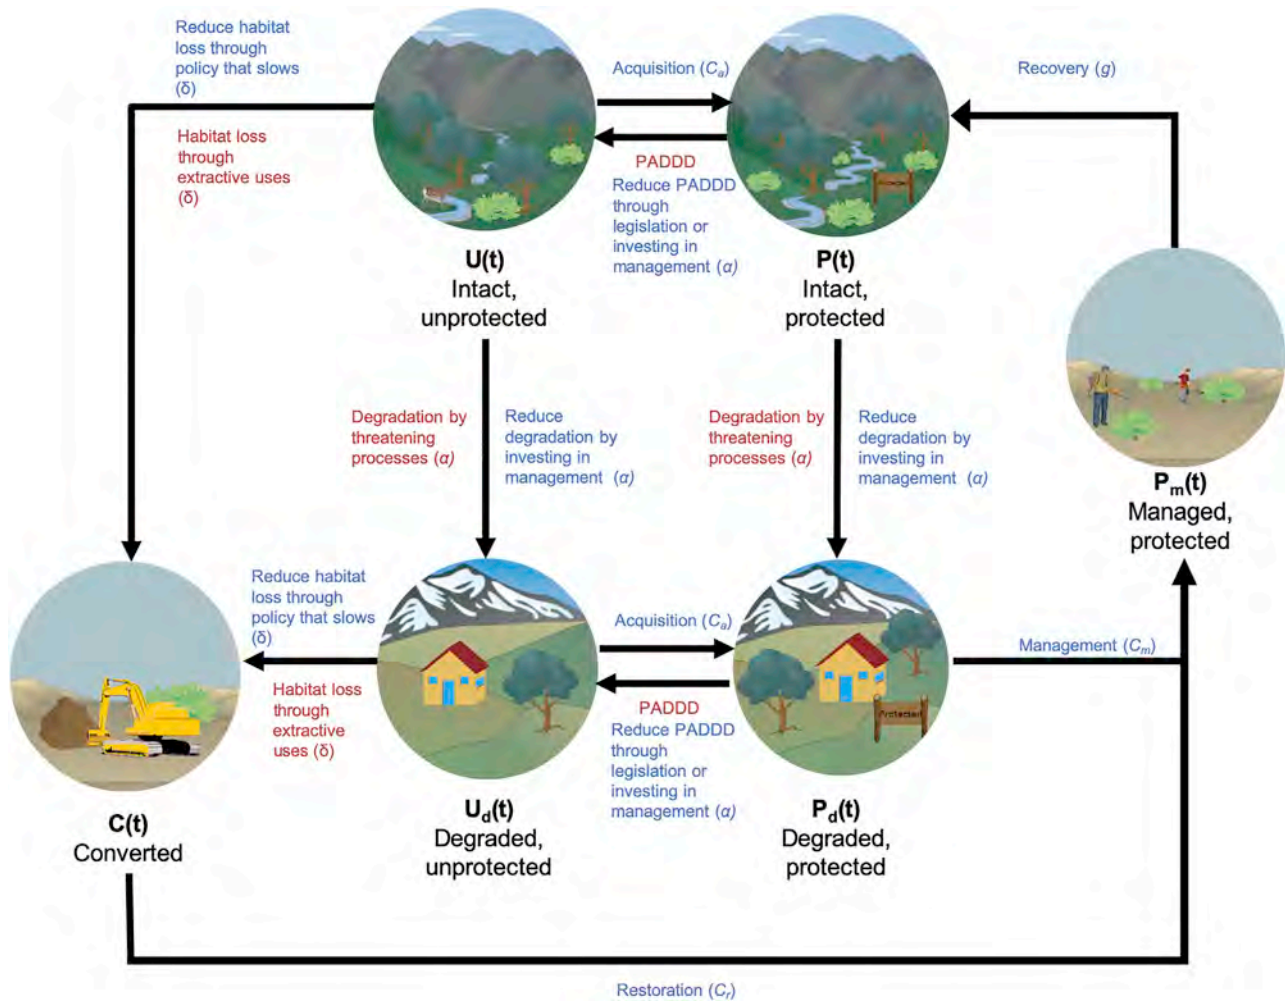 Reduce habitat
loss through
policy that slows
(δ)
Habitat loss
through
extractive uses
(δ)
Acquisition (Cₐ)
PADDD
Reduce PADDD
through
legislation or
investing in
management (α)
Recovery (g)
U(t)
Intact,
unprotected
P(t)
Intact,
protected
Degradation by
threatening
processes (α)
Reduce
degradation by
investing in
management (α)
Degradation by
threatening
processes (α)
Reduce
degradation by
investing in
management (α)
Pₘ(t)
Managed,
protected
Reduce habitat
loss through
policy that slows
(δ)
Habitat loss
through
extractive
uses (δ)
Acquisition (Cₐ)
PADDD
Reduce PADDD
through
legislation or
investing in
management (α)
Protected
Management (Cₘ)
C(t)
Converted
U_d(t)
Degraded,
unprotected
P_d(t)
Degraded,
protected
Restoration (Cᵣ)